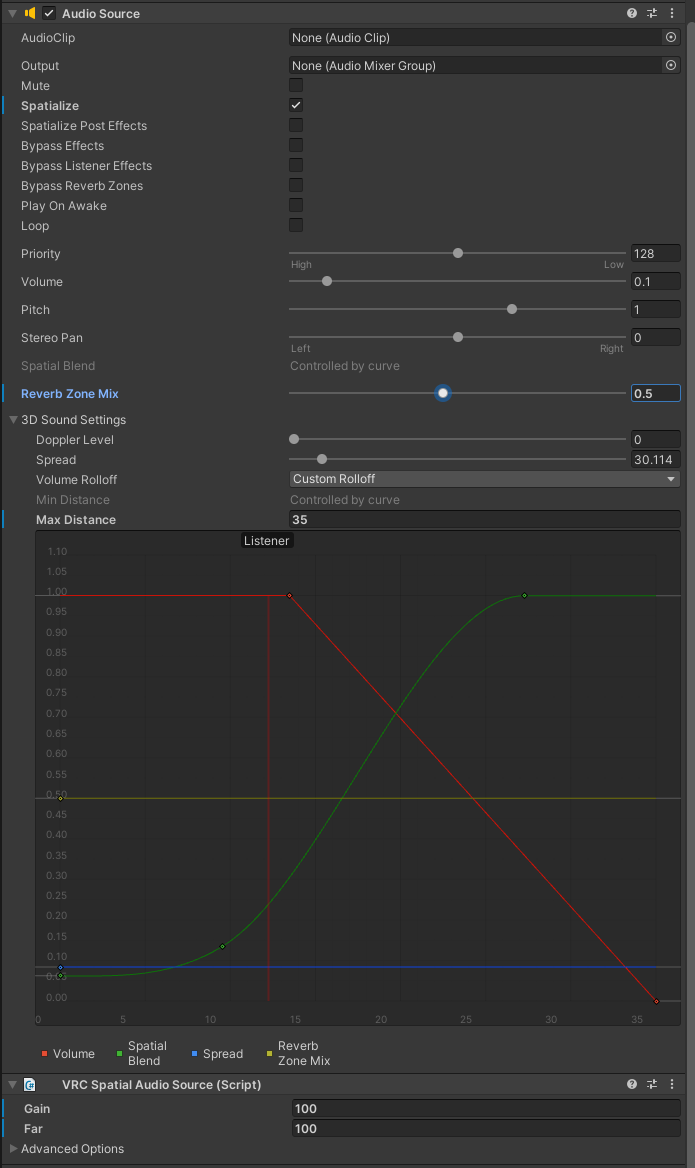 Audio Source
AudioClip None (Audio Clip)
Output None (Audio Mixer Group)
Mute
Spatialize
Spatialize Post Effects
Bypass Effects
Bypass Listener Effects
Bypass Reverb Zones
Play On Awake
Loop
Priority 128
High Low
Volume 0.1
Pitch 1
Stereo Pan 0
Left Right
Spatial Blend Controlled by curve
Reverb Zone Mix 0.5
3D Sound Settings
Doppler Level 0
Spread 30.114
Volume Rolloff Custom Rolloff
Min Distance Controlled by curve
Max Distance 35
Listener
1.10
1.05
1.00
0.95
0.90
0.85
0.80
0.75
0.70
0.65
0.60
0.55
0.50
0.45
0.40
0.35
0.30
0.25
0.20
0.15
0.10
0.05
0.00
0 5 10 15 20 25 30 35
Volume Spatial Blend Spread Reverb Zone Mix
VRC Spatial Audio Source (Script)
Gain 100
Far 100
Advanced Options